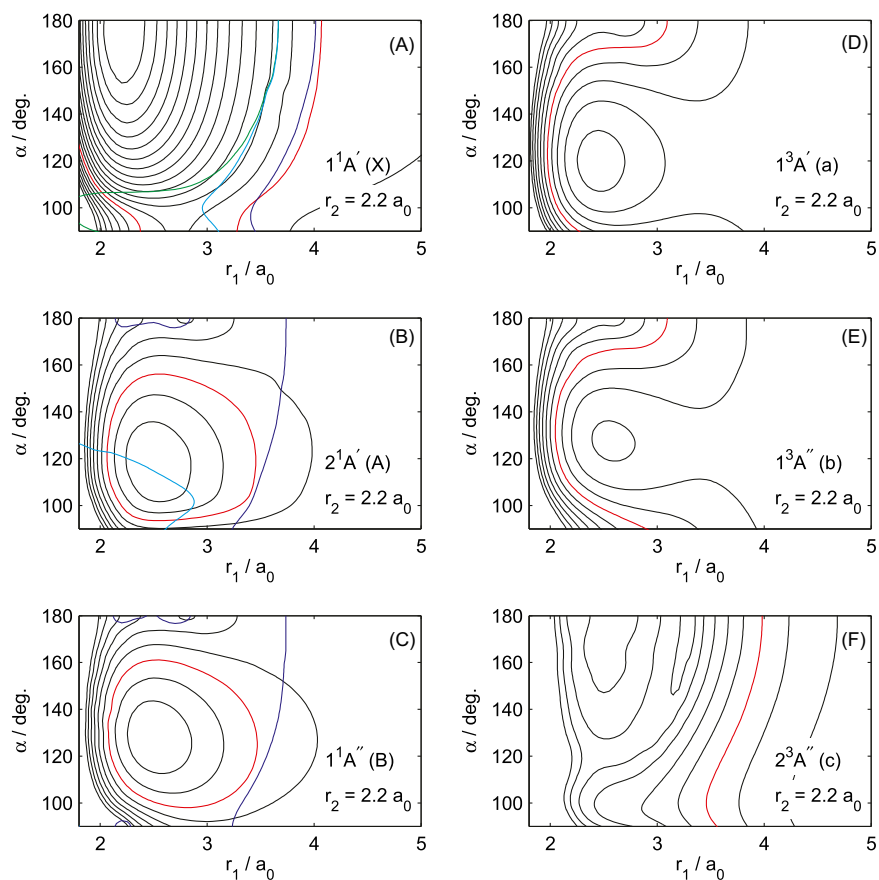 (A)
180
160
140
120
100
α / deg.
1¹A′ (X)
r₂ = 2.2 a₀
2 3 4 5
r₁ / a₀
(D)
180
160
140
120
100
α / deg.
1³A′ (a)
r₂ = 2.2 a₀
2 3 4 5
r₁ / a₀
(B)
180
160
140
120
100
α / deg.
2¹A′ (A)
r₂ = 2.2 a₀
2 3 4 5
r₁ / a₀
(E)
180
160
140
120
100
α / deg.
1³A″ (b)
r₂ = 2.2 a₀
2 3 4 5
r₁ / a₀
(C)
180
160
140
120
100
α / deg.
1¹A″ (B)
r₂ = 2.2 a₀
2 3 4 5
r₁ / a₀
(F)
180
160
140
120
100
α / deg.
2³A″ (c)
r₂ = 2.2 a₀
2 3 4 5
r₁ / a₀